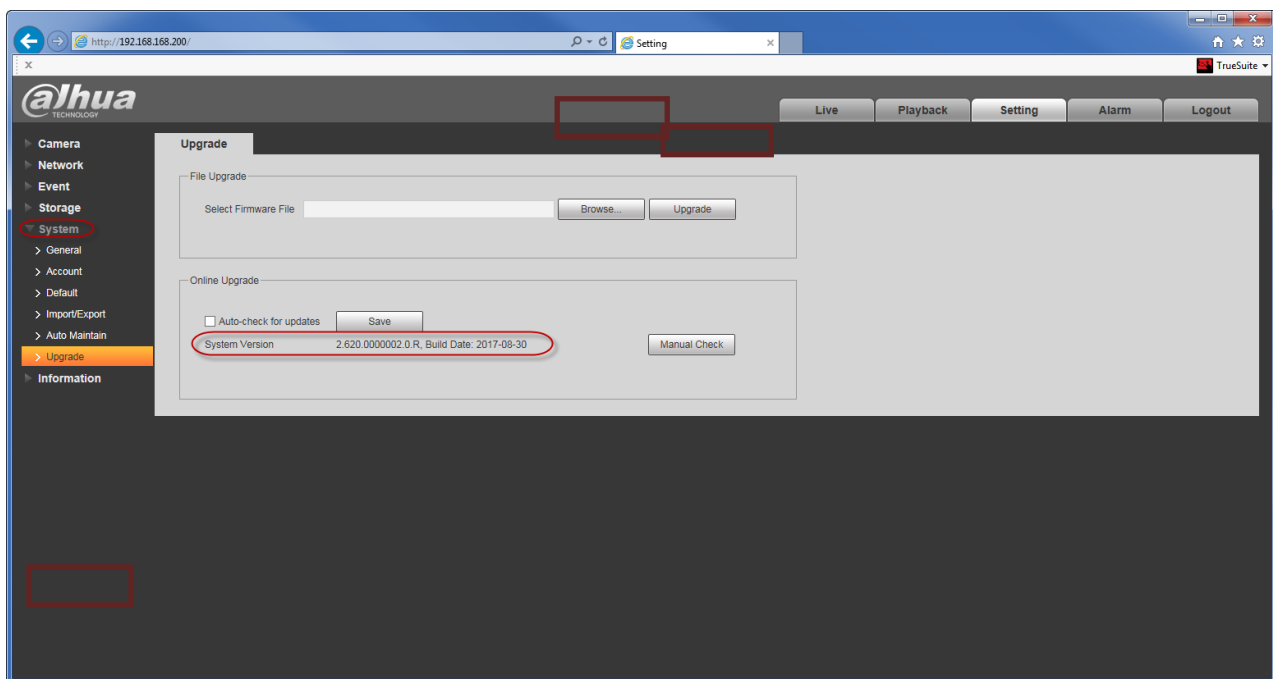 http://192.168.168.200/
Setting
x TrueSuite
alhua
TECHNOLOGY
Live Playback Setting Alarm Logout
Camera
Network
Event
Storage
System
General
Account
Default
Import/Export
Auto Maintain
Upgrade
Information
Upgrade
File Upgrade
Select Firmware File Browse... Upgrade
Online Upgrade
Auto-check for updates Save
System Version 2.620.0000002.0.R, Build Date: 2017-08-30 Manual Check